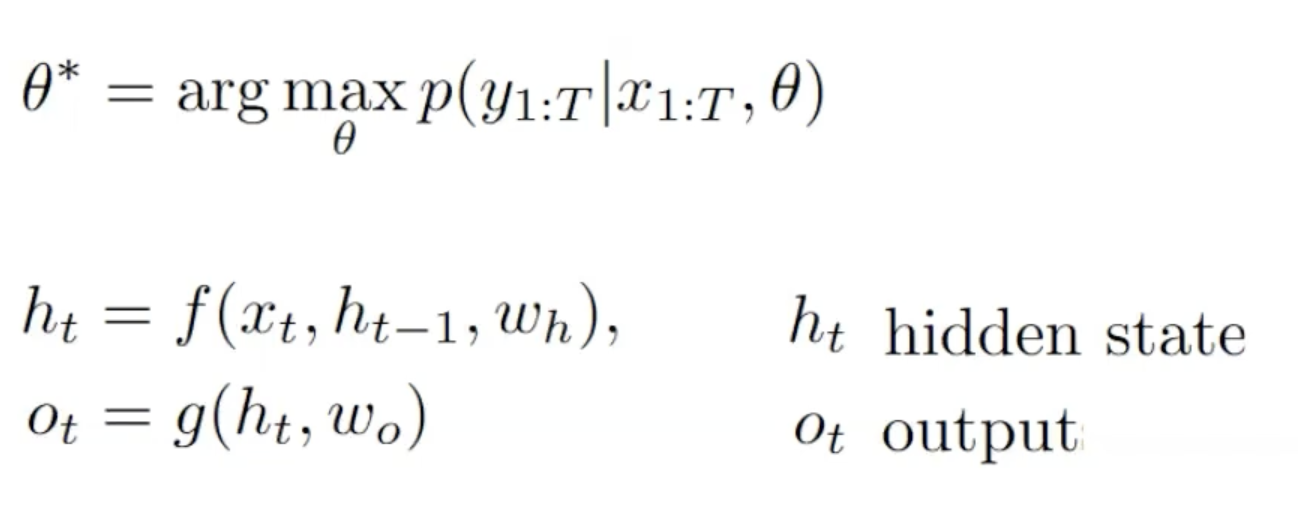 θ* = arg max_θ p(y_{1:T}|x_{1:T}, θ)
h_t = f(x_t, h_{t−1}, w_h), h_t hidden state
o_t = g(h_t, w_o) o_t output